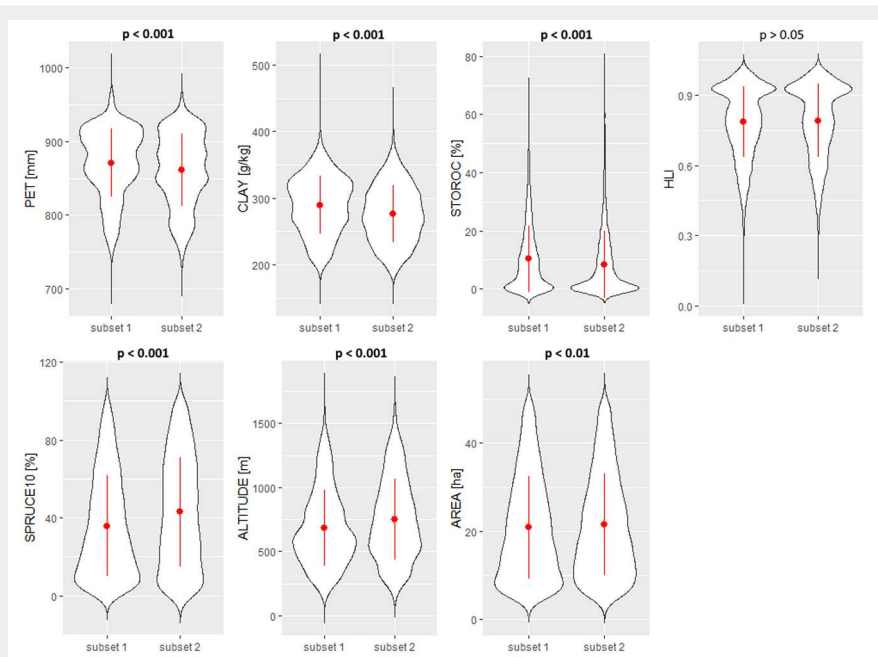 p < 0.001
p < 0.001
p < 0.001
p > 0.05
PET [mm]
1000
900
800
700
subset 1
subset 2
CLAY [g/kg]
500
400
300
200
subset 1
subset 2
STOROC [%]
80
60
40
20
0
subset 1
subset 2
HLI
0.9
0.6
0.3
0.0
subset 1
subset 2
p < 0.001
p < 0.001
p < 0.01
SPRUCE10 [%]
120
80
40
0
subset 1
subset 2
ALTITUDE [m]
1500
1000
500
0
subset 1
subset 2
AREA [ha]
40
20
0
subset 1
subset 2